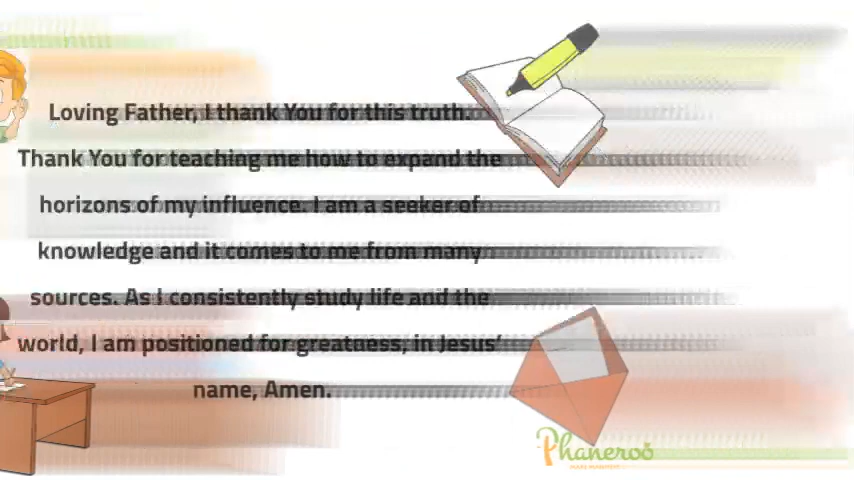 Loving Father, I thank You for this truth.
Thank You for teaching me how to expand the
horizons of my influence. I am a seeker of
knowledge and it comes to me from many
sources. As I consistently study life and the
world, I am positioned for greatness, in Jesus'
name, Amen.
Phaneroo